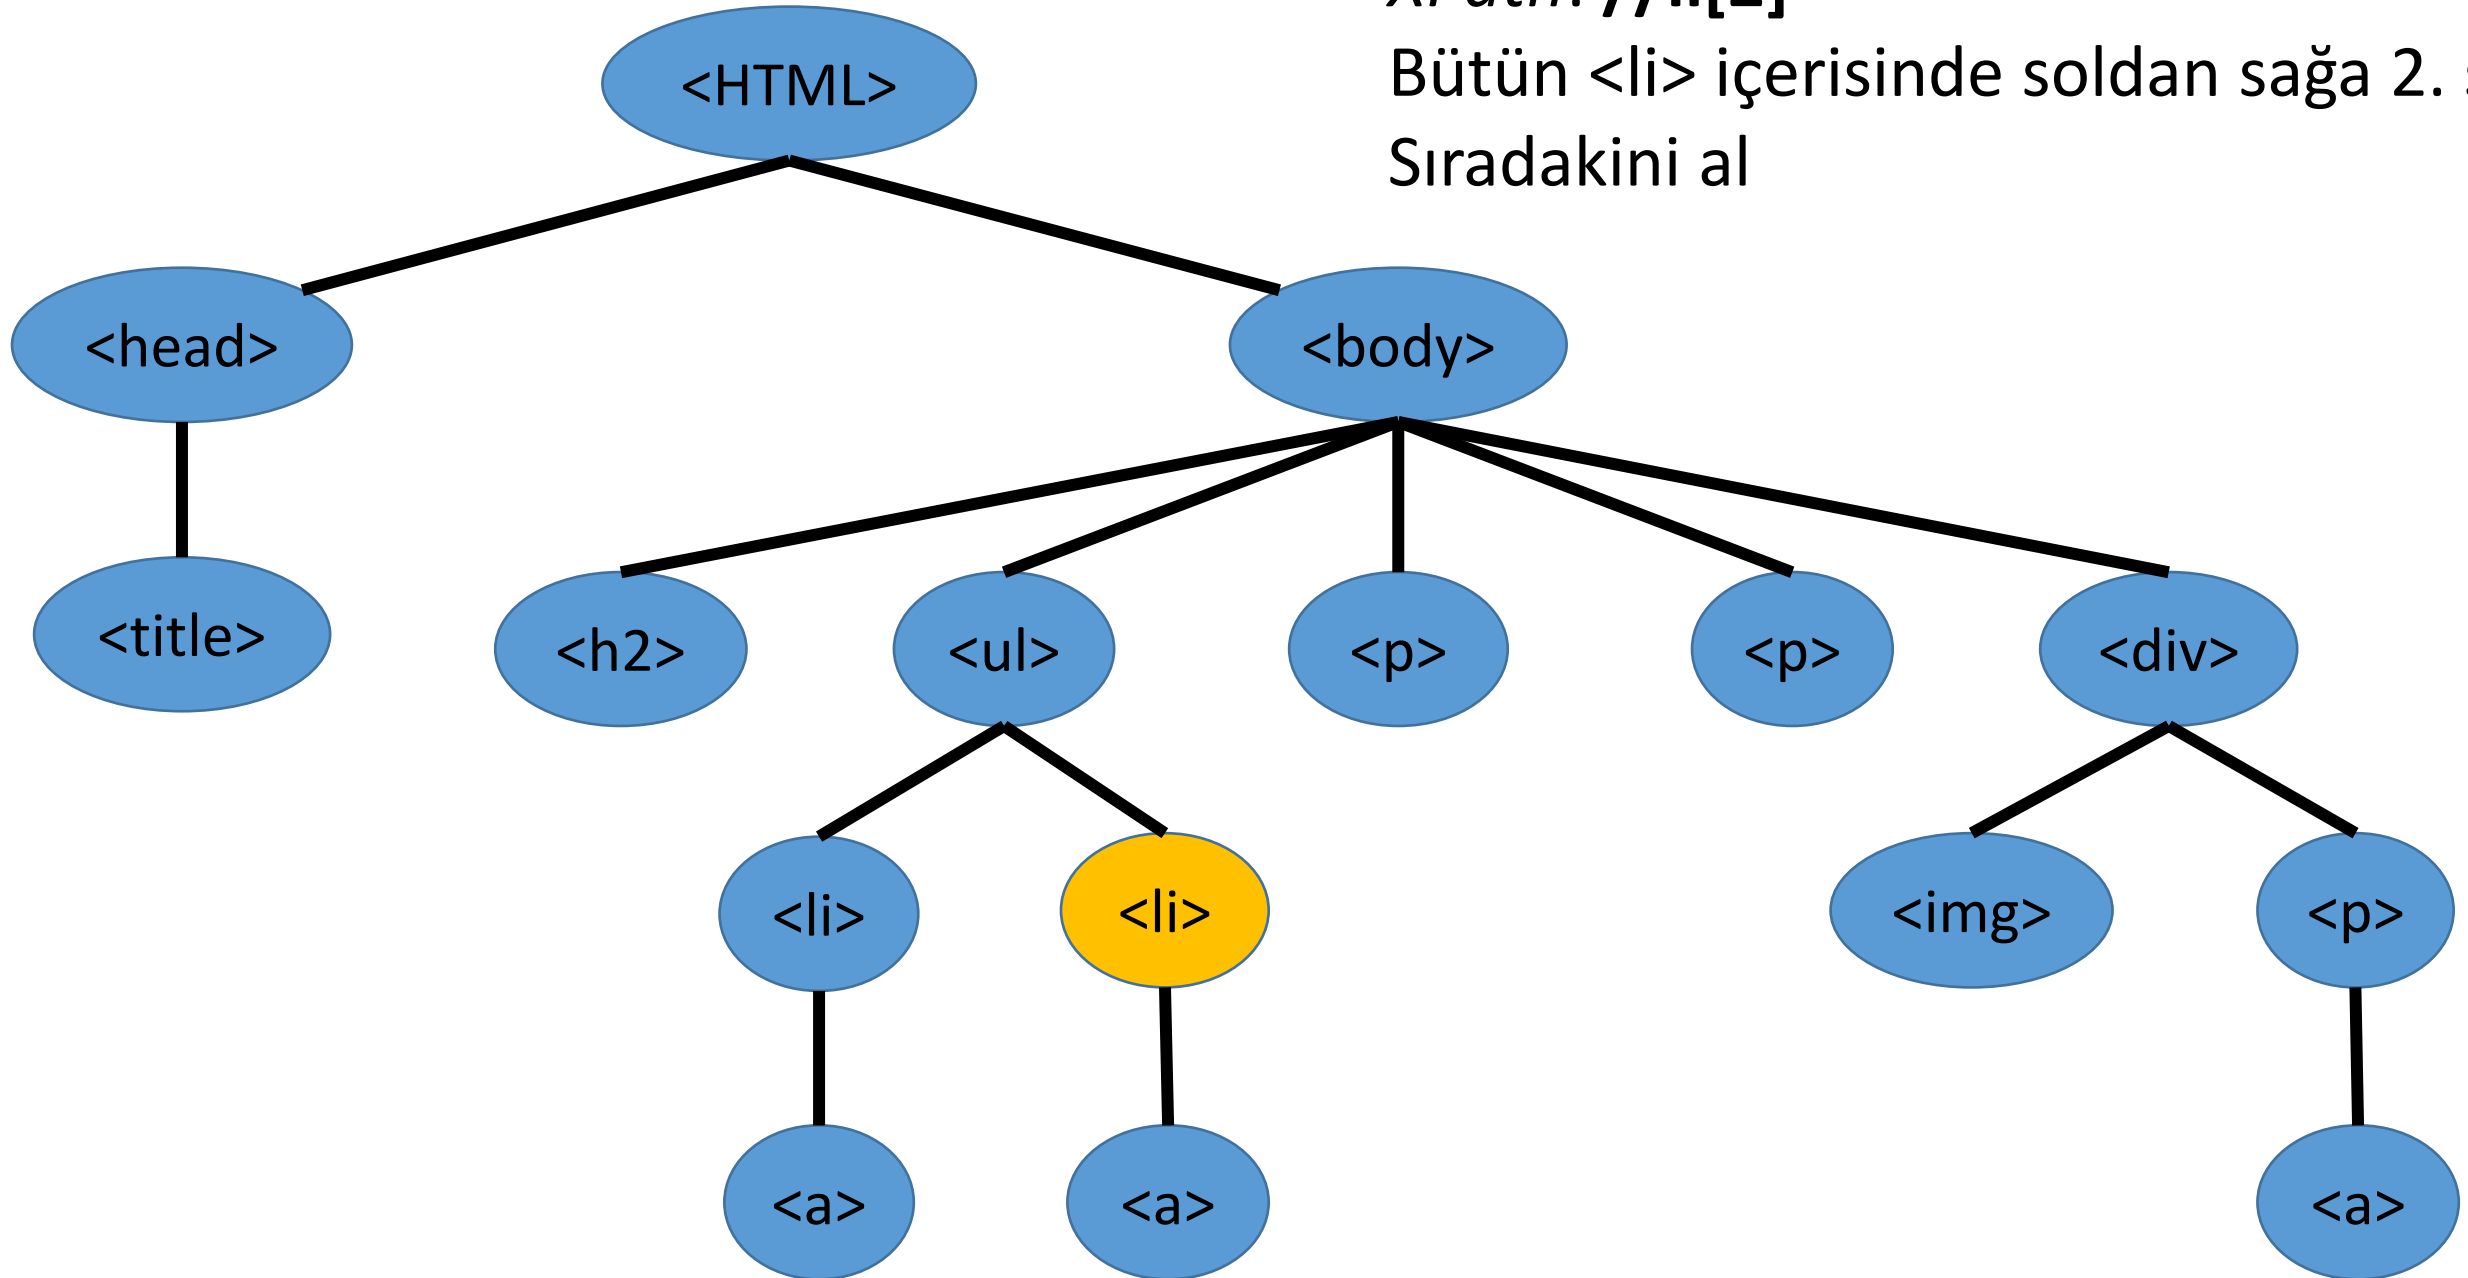 Bütün <li> içerisinde soldan sağa 2.
Sıradakini al
<HTML>
<head>
<body>
<title>
<h2>
<ul>
<p>
<p>
<div>
<li>
<li>
<img>
<p>
<a>
<a>
<a>